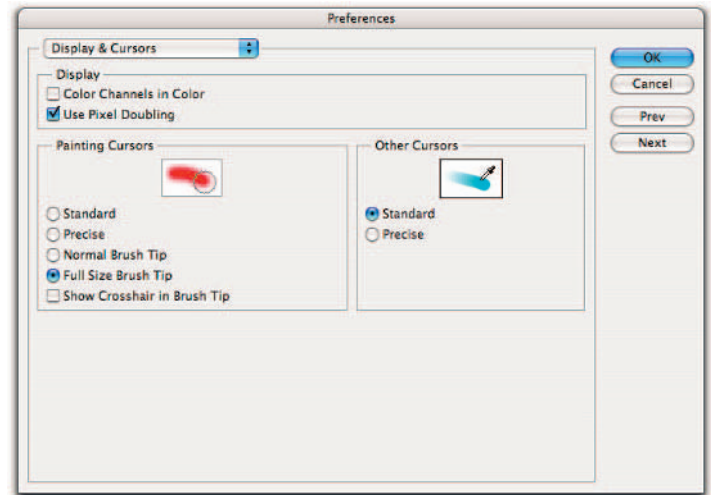 Preferences
Display & Cursors
OK
Cancel
Prev
Next
Display
Color Channels in Color
Use Pixel Doubling
Painting Cursors
Standard
Precise
Normal Brush Tip
Full Size Brush Tip
Show Crosshair in Brush Tip
Other Cursors
Standard
Precise